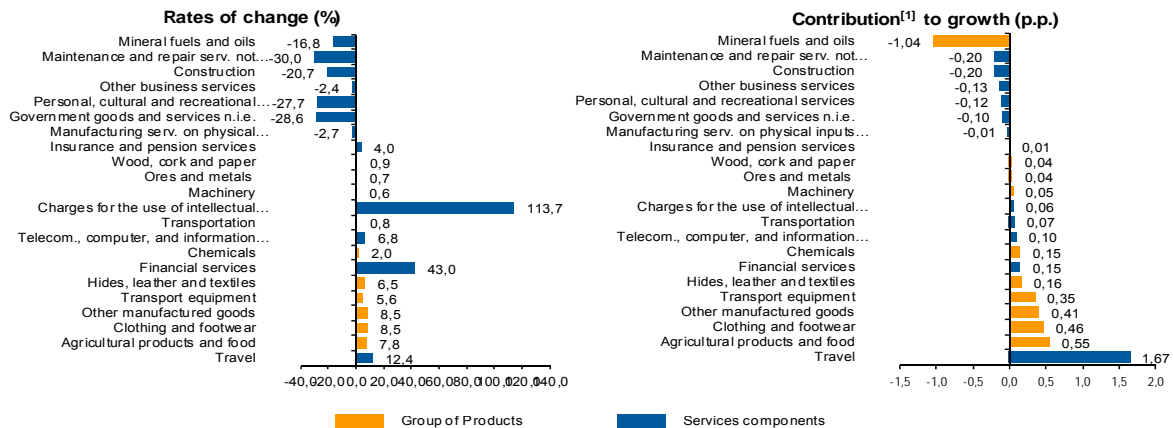 Rates of change (%)
Mineral fuels and oils -16,8
Maintenance and repair serv. not... -30,0
Construction -20,7
Other business services -2,4
Personal, cultural and recreational... -27,7
Government goods and services n.i.e. -28,6
Manufacturing serv. on physical... -2,7
Insurance and pension services 4,0
Wood, cork and paper 0,9
Ores and metals 0,7
Machinery 0,6
Charges for the use of intellectual... 113,7
Transportation 0,8
Telecom., computer, and information... 6,8
Chemicals 2,0
Financial services 43,0
Hides, leather and textiles 6,5
Transport equipment 5,6
Other manufactured goods 8,5
Clothing and footwear 8,5
Agricultural products and food 7,8
Travel 12,4
-40,0 -20,0 0,0 20,0 40,0 60,0 80,0 100,0 120,0 140,0
Contribution[1] to growth (p.p.)
Mineral fuels and oils -1,04
Maintenance and repair serv. not... -0,20
Construction -0,20
Other business services -0,13
Personal, cultural and recreational services -0,12
Government goods and services n.i.e. -0,10
Manufacturing serv. on physical inputs... -0,01
Insurance and pension services 0,01
Wood, cork and paper 0,04
Ores and metals 0,04
Machinery 0,05
Charges for the use of intellectual... 0,06
Transportation 0,07
Telecom., computer, and information... 0,10
Chemicals 0,15
Financial services 0,15
Hides, leather and textiles 0,16
Transport equipment 0,35
Other manufactured goods 0,41
Clothing and footwear 0,46
Agricultural products and food 0,55
Travel 1,67
-1,5 -1,0 -0,5 0,0 0,5 1,0 1,5 2,0
Group of Products
Services components